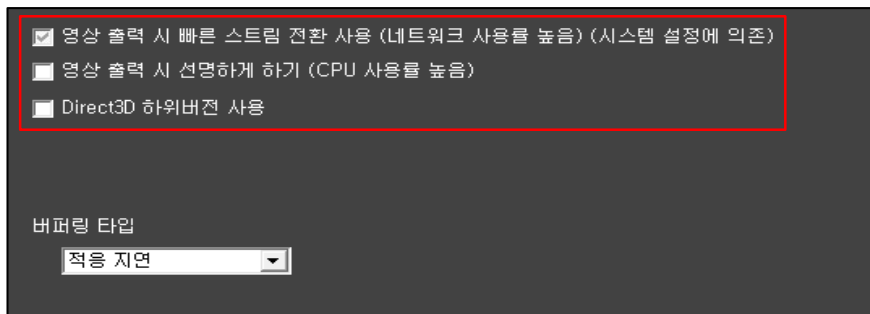 영상 출력 시 빠른 스트림 전환 사용 (네트워크 사용률 높음) (시스템 설정에 의존)
영상 출력 시 선명하게 하기 (CPU 사용률 높음)
Direct3D 하위버전 사용
버퍼링 타입
적응 지연